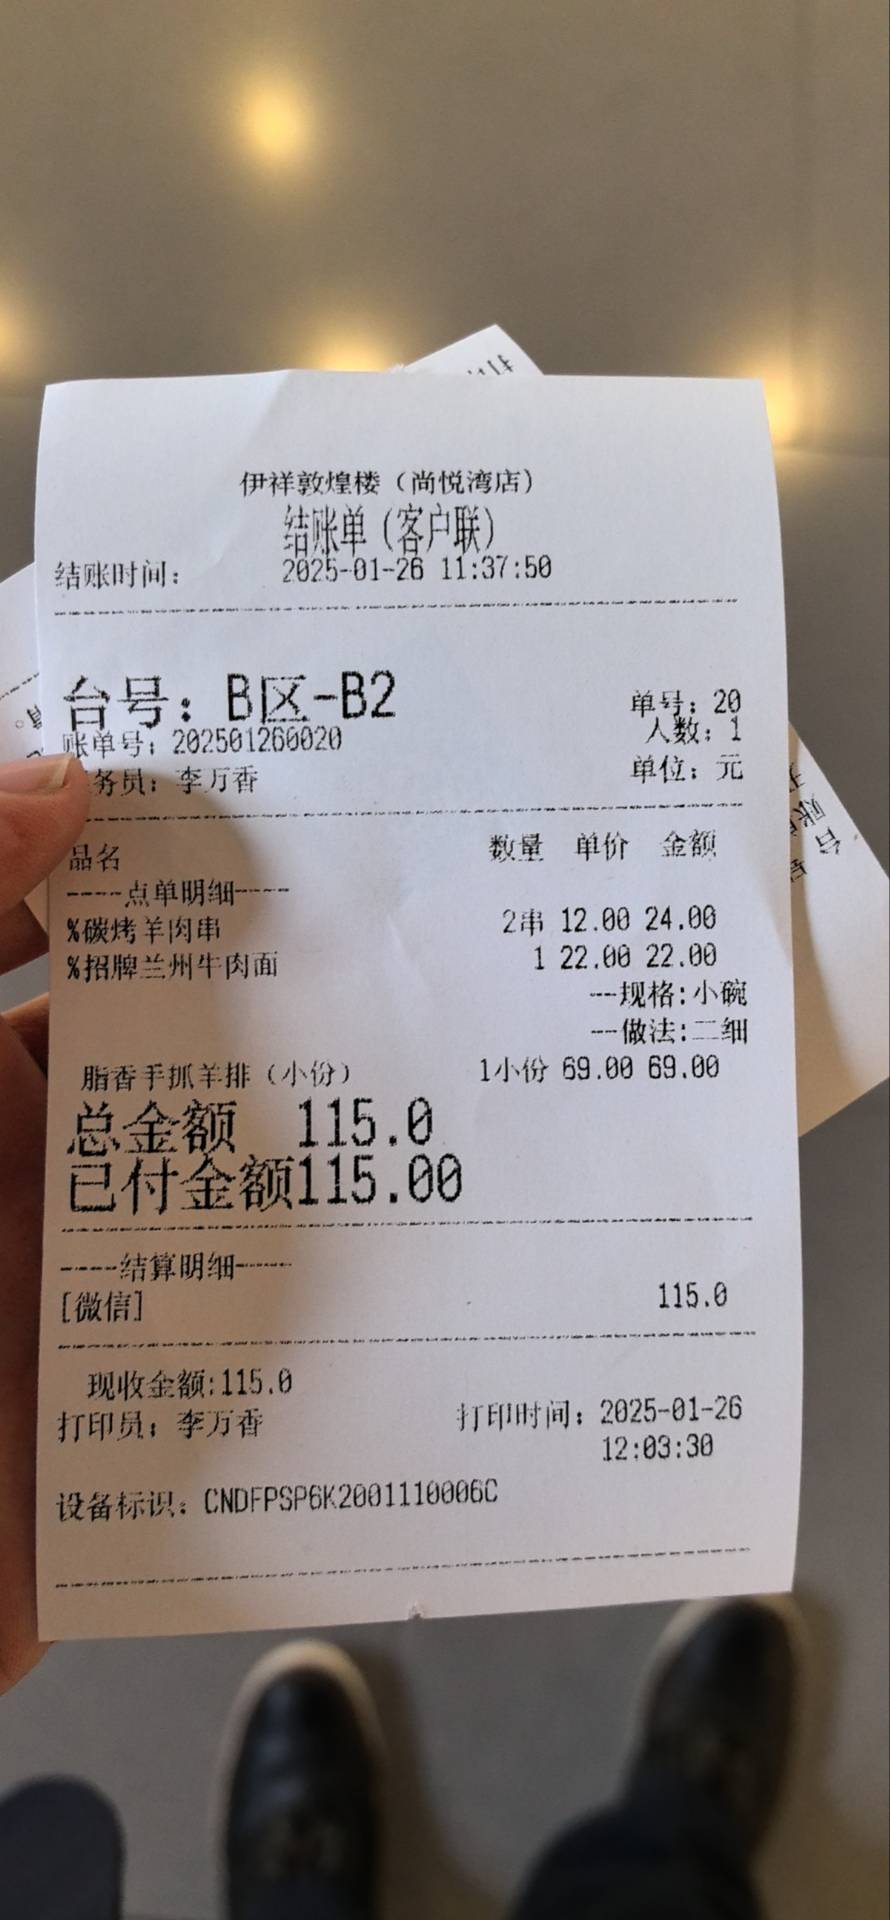 伊祥敦煌楼（尚悦湾店）
结账单（客户联）
结账时间： 2025-01-26 11:37:50
台号：B区-B2
单号：20
账单号：202501260020
人数：1
务员：李万香
单位：元
品名 数量 单价 金额
----点单明细----
%碳烤羊肉串 2串 12.00 24.00
%招牌兰州牛肉面 1 22.00 22.00
---规格:小碗
---做法:二细
脂香手抓羊排（小份） 1小份 69.00 69.00
总金额 115.0
已付金额115.00
----结算明细----
[微信] 115.0
现收金额:115.0
打印员：李万香 打印时间：2025-01-26
12:03:30
设备标识：CNDFPSP6K2001110006C